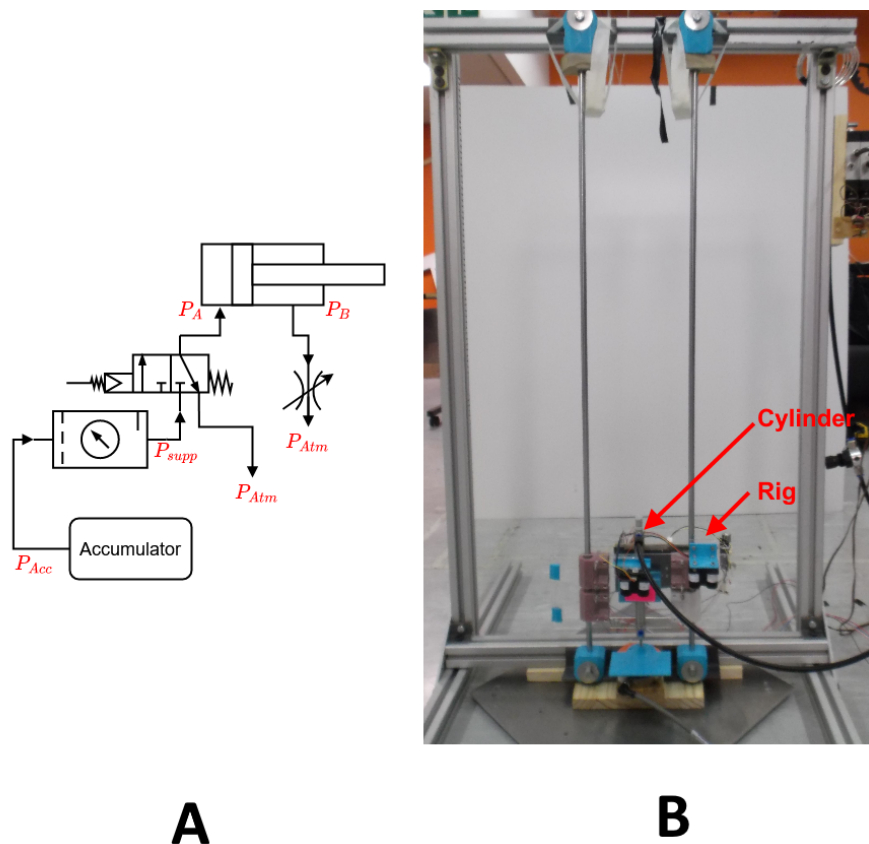 P_A
P_B
P_supp
P_Atm
P_Atm
P_Acc
Accumulator
Cylinder
Rig
A
B